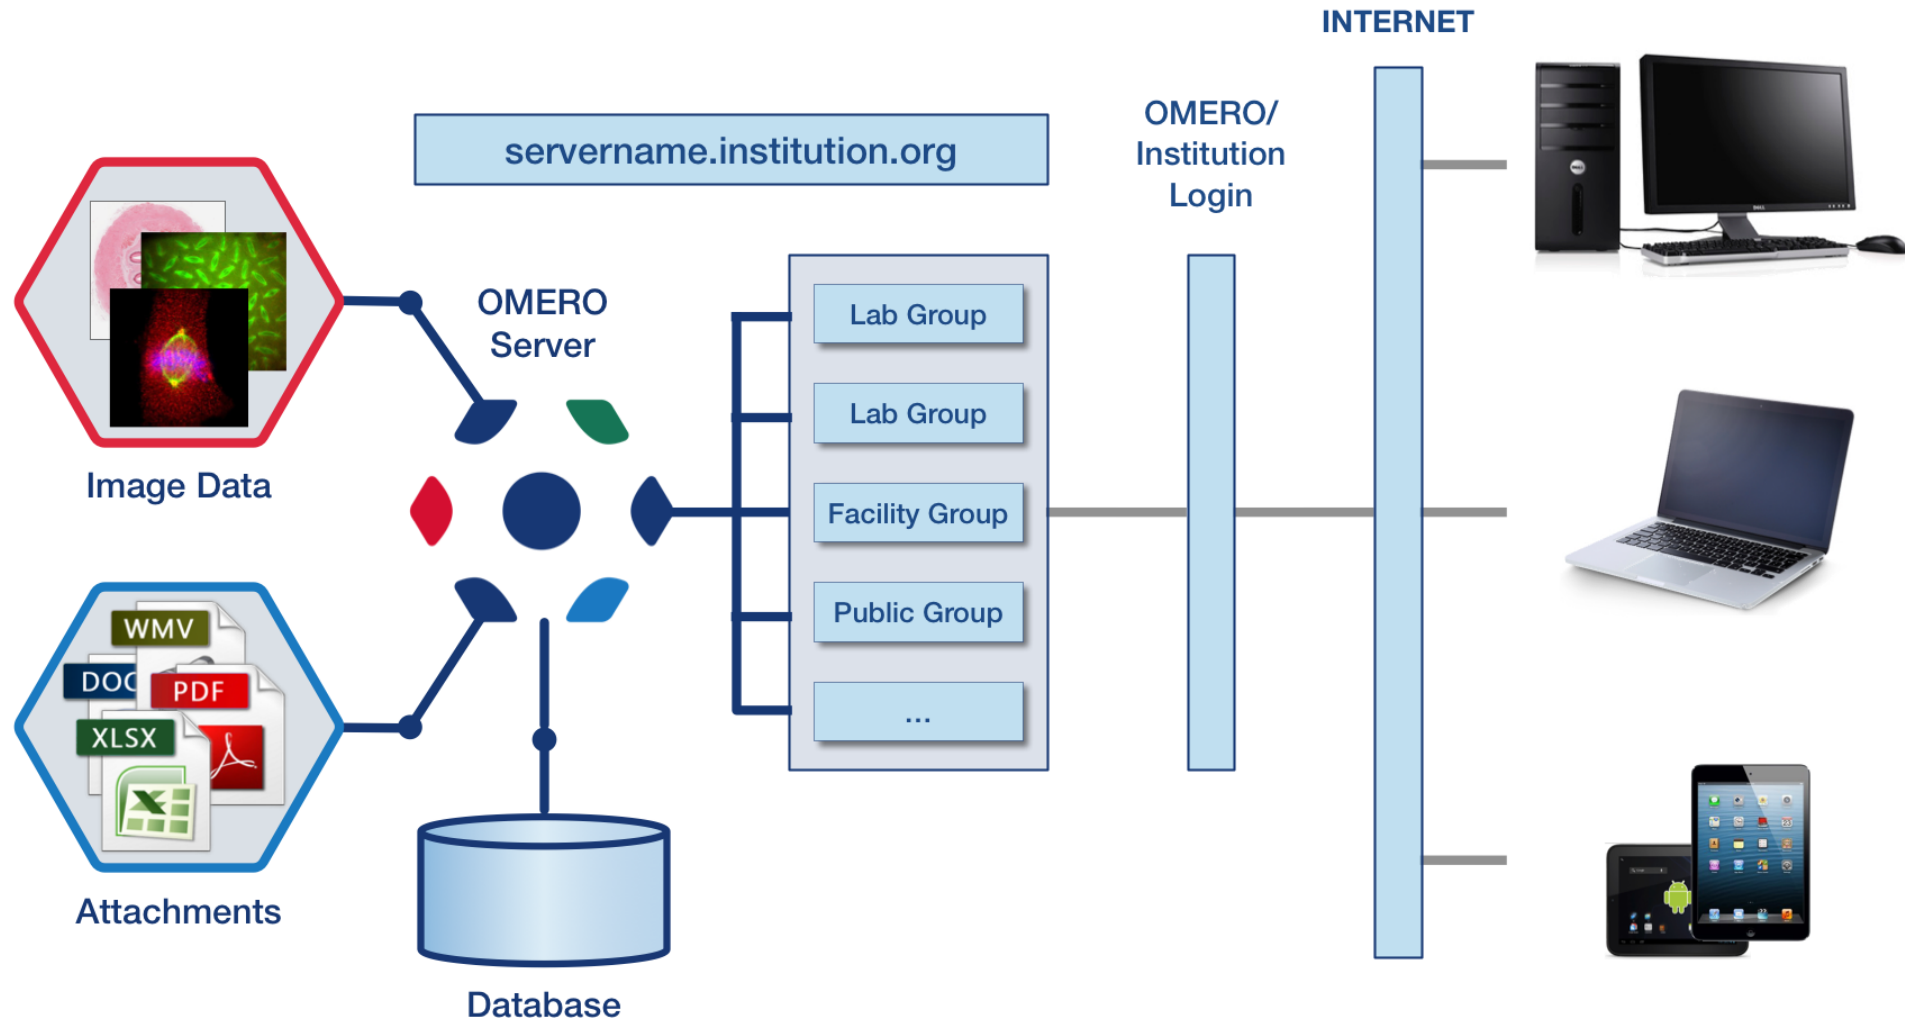 INTERNET
servername.institution.org
OMERO/
Institution
Login
OMERO
Server
Image Data
Lab Group
Lab Group
Facility Group
Public Group
...
WMV
DOC
PDF
XLSX
Attachments
Database
DELL